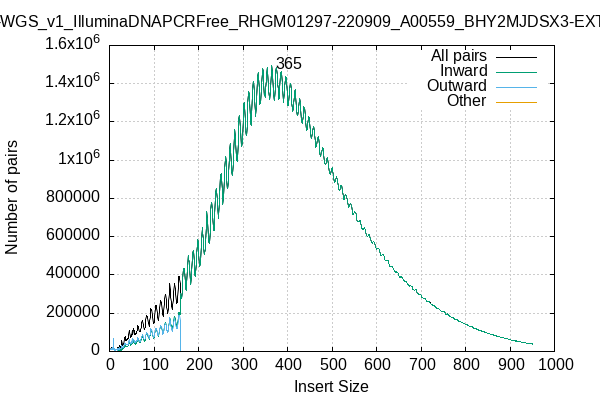 -WGS_v1_IlluminaDNAPCRFree_RHGM01297-220909_A00559_BHY2MJDSX3-EXT
1.6x10^6
1.4x10^6
1.2x10^6
1x10^6
800000
600000
400000
200000
0
Number of pairs
365
All pairs
Inward
Outward
Other
0 100 200 300 400 500 600 700 800 900 1000
Insert Size